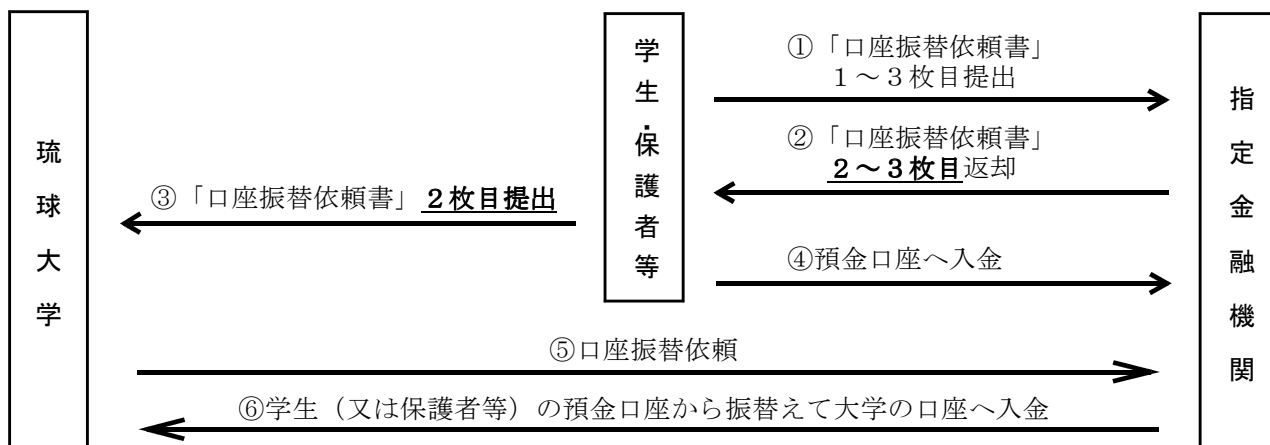 琉球大学
学生・保護者等
指定金融機関
①「口座振替依頼書」
１～３枚目提出
②「口座振替依頼書」
２～３枚目返却
③「口座振替依頼書」２枚目提出
④預金口座へ入金
⑤口座振替依頼
⑥学生（又は保護者等）の預金口座から振替えて大学の口座へ入金